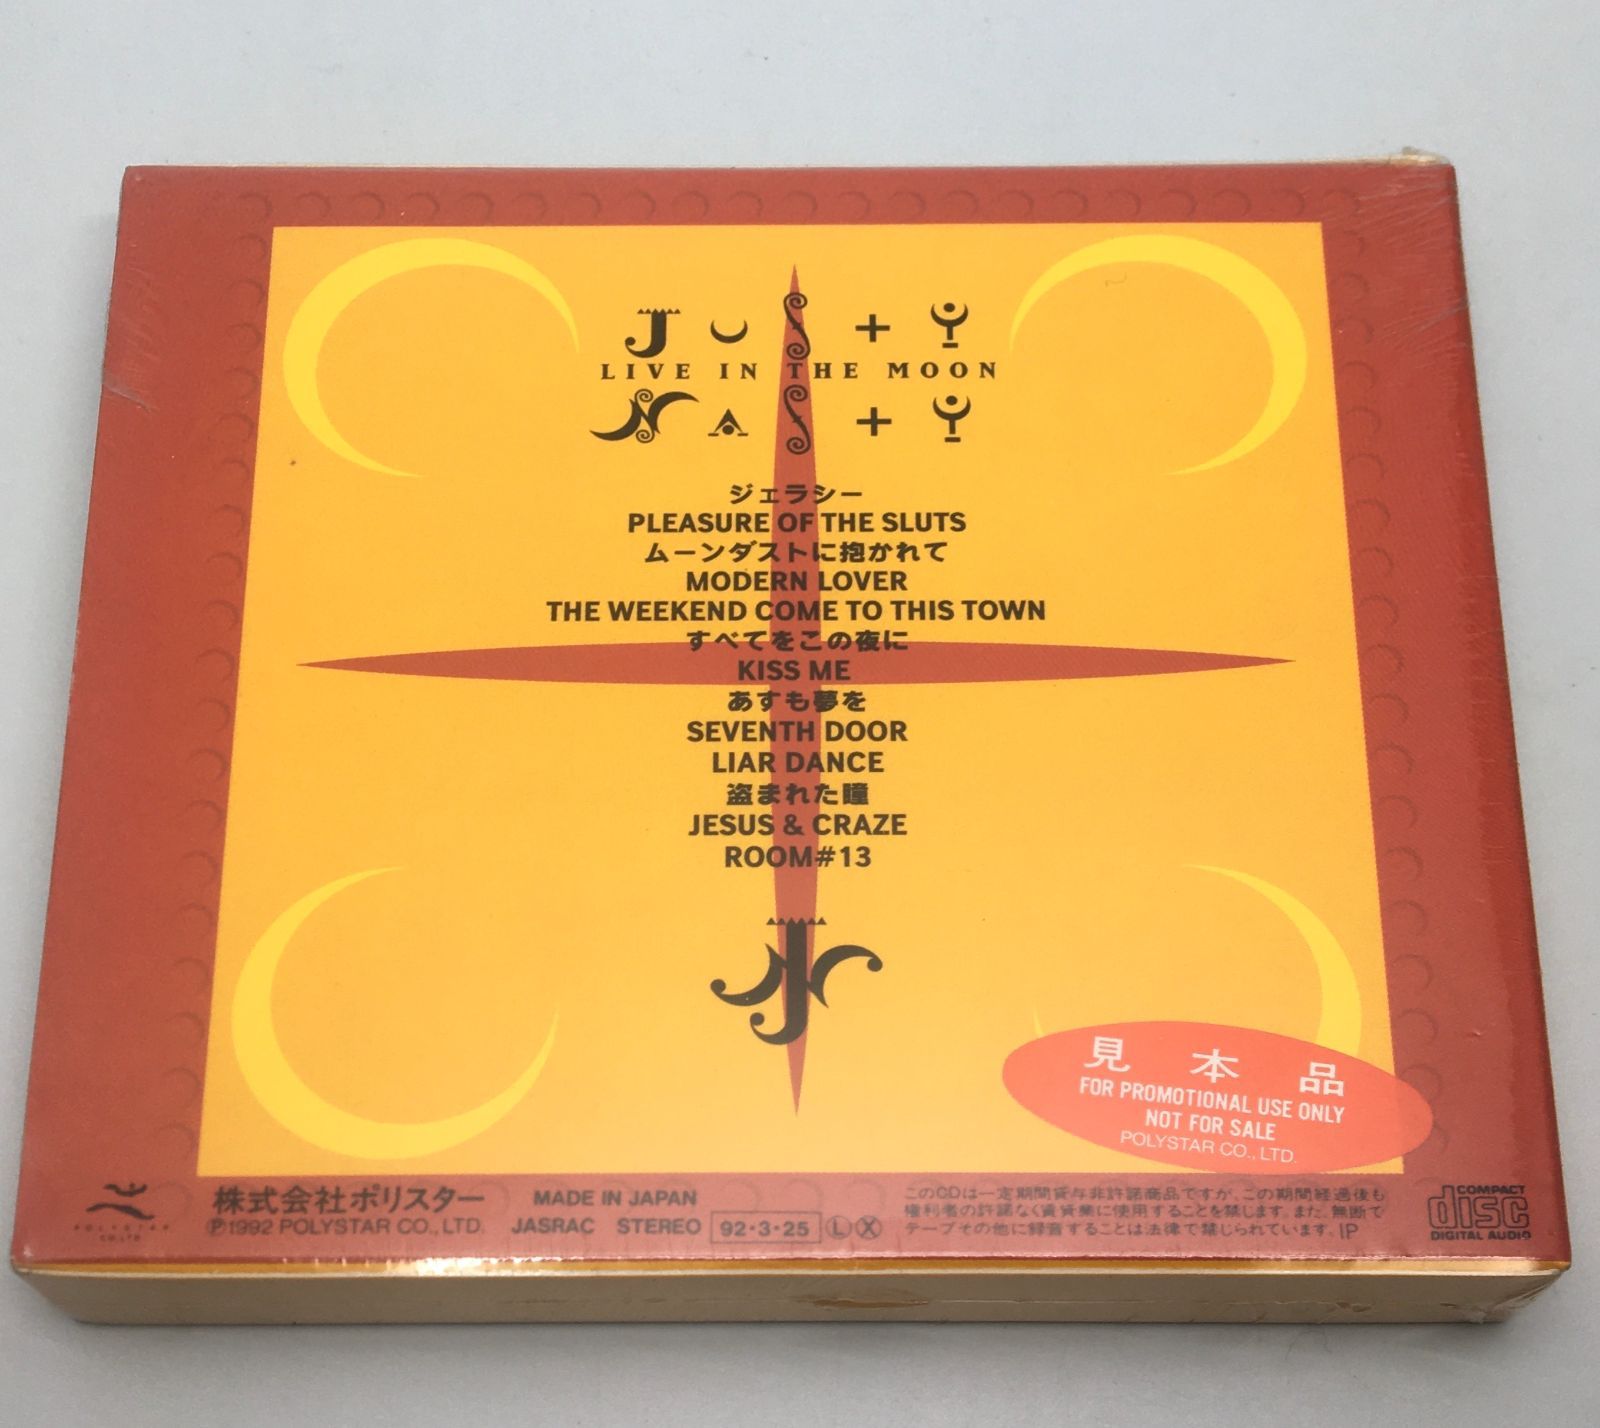 JUSTY
LIVE IN THE MOON
NASTY
ジェラシー
PLEASURE OF THE SLUTS
ムーンダストに抱かれて
MODERN LOVER
THE WEEKEND COME TO THIS TOWN
すべてをこの夜に
KISS ME
あすも夢を
SEVENTH DOOR
LIAR DANCE
盗まれた瞳
JESUS & CRAZE
ROOM#13
見本品
FOR PROMOTIONAL USE ONLY
NOT FOR SALE
POLYSTAR CO., LTD.
POLYSTAR
CO.,LTD.
株式会社ポリスター
Ⓟ1992 POLYSTAR CO., LTD.
MADE IN JAPAN
JASRAC STEREO 92・3・25 Ⓛ Ⓧ
このCDは一定期間貸与非許諾商品ですが、この期間経過後も
権利者の許諾なく賃貸業に使用することを禁じます。また、無断で
テープその他に録音することは法律で禁じられています。IP
COMPACT
disc
DIGITAL AUDIO